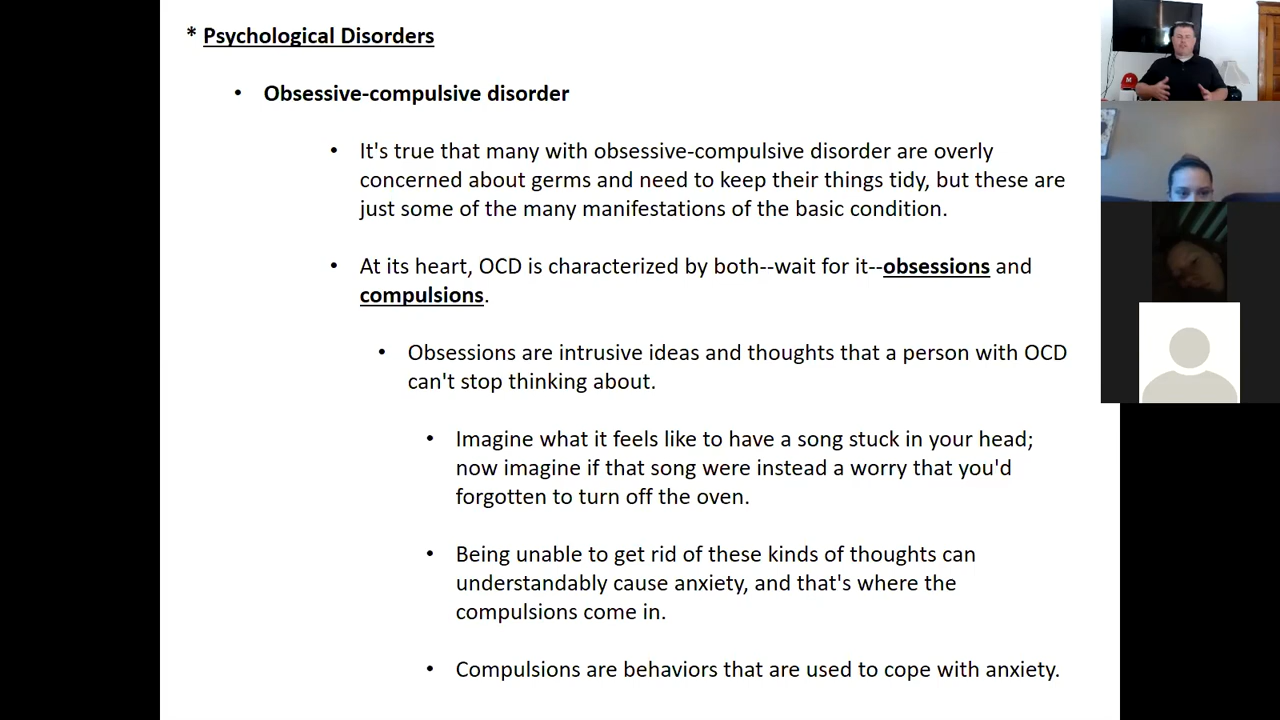 * Psychological Disorders
• Obsessive-compulsive disorder
• It's true that many with obsessive-compulsive disorder are overly
concerned about germs and need to keep their things tidy, but these are
just some of the many manifestations of the basic condition.
• At its heart, OCD is characterized by both--wait for it--obsessions and
compulsions.
• Obsessions are intrusive ideas and thoughts that a person with OCD
can't stop thinking about.
• Imagine what it feels like to have a song stuck in your head;
now imagine if that song were instead a worry that you'd
forgotten to turn off the oven.
• Being unable to get rid of these kinds of thoughts can
understandably cause anxiety, and that's where the
compulsions come in.
• Compulsions are behaviors that are used to cope with anxiety.
M